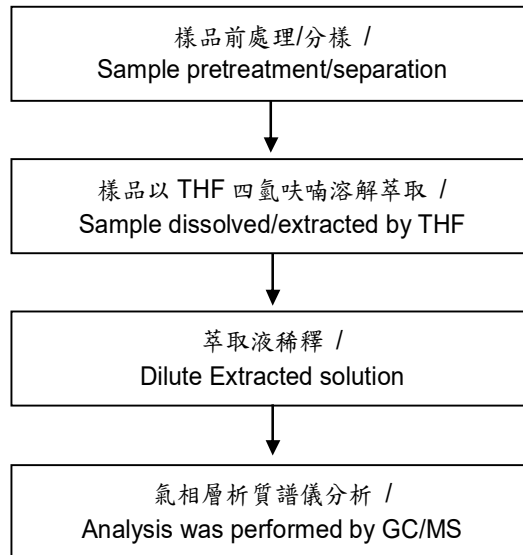 樣品前處理/分樣 /
Sample pretreatment/separation
樣品以 THF 四氫呋喃溶解萃取 /
Sample dissolved/extracted by THF
萃取液稀釋 /
Dilute Extracted solution
氣相層析質譜儀分析 /
Analysis was performed by GC/MS